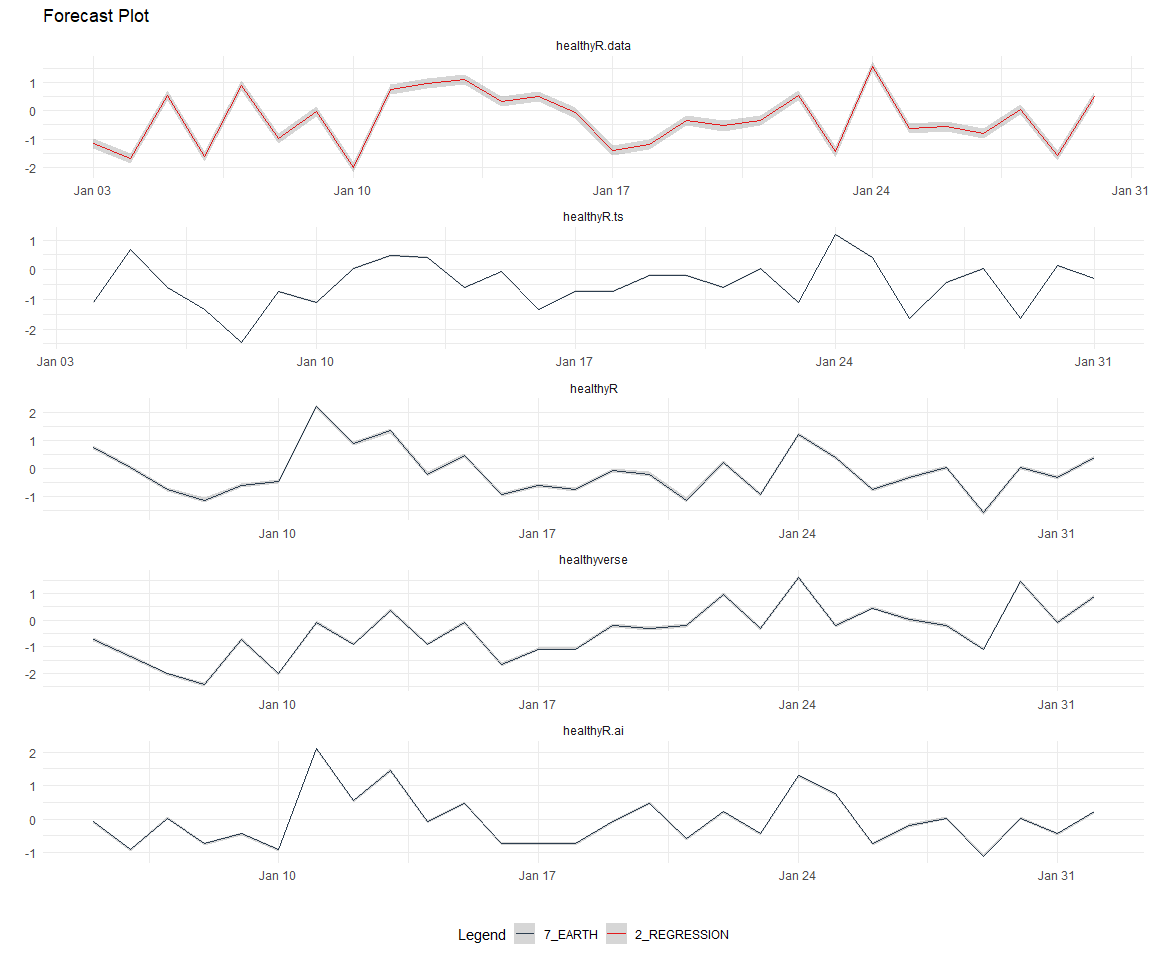 Forecast Plot
healthyR.data
1
0
-1
-2
Jan 03 Jan 10 Jan 17 Jan 24 Jan 31
healthyR.ts
1
0
-1
-2
Jan 03 Jan 10 Jan 17 Jan 24 Jan 31
healthyR
2
1
0
-1
Jan 10 Jan 17 Jan 24 Jan 31
healthyverse
1
0
-1
-2
Jan 10 Jan 17 Jan 24 Jan 31
healthyR.ai
2
1
0
-1
Jan 10 Jan 17 Jan 24 Jan 31
Legend 7_EARTH 2_REGRESSION